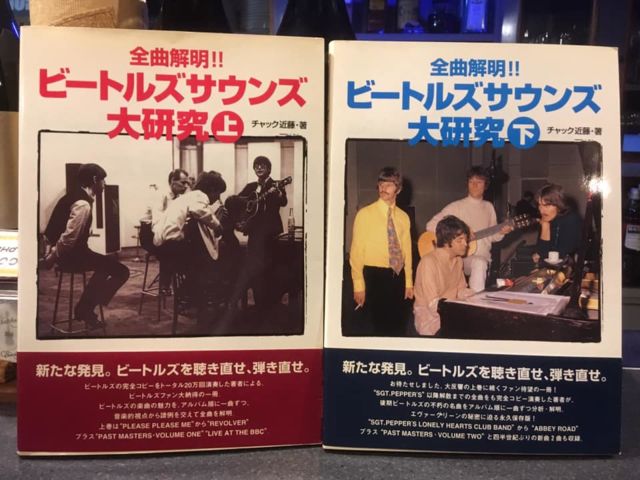 全曲解明!!
ビートルズサウンズ
大研究上
チャック近藤・著
新たな発見。ビートルズを聴き直せ、弾き直せ。
ビートルズの完全コピーをトータル20万回演奏した著者による、
ビートルズファン大納得の一冊!
ビートルズの楽曲の魅力を、アルバム順に一曲ずつ、
音楽的視点から譜例を交えて全曲を解明。
上巻は"PLEASE PLEASE ME"から"REVOLVER"
プラス"PAST MASTERS・VOLUME ONE" "LIVE AT THE BBC"
全曲解明!!
ビートルズサウンズ
大研究下
チャック近藤・著
新たな発見。ビートルズを聴き直せ、弾き直せ。
お待たせしました、大反響の上巻に続くファン待望の一冊!
"SGT.PEPPER'S"以降解散までの全曲をも完全コピー演奏した著者が、
後期ビートルズの不朽の名曲をアルバム順に一曲ずつ分析・解明。
エヴァーグリーンの秘密に迫る永久保存版!
"SGT.PEPPER'S LONELY HEARTS CLUB BAND" から "ABBEY ROAD"
プラス "PAST MASTERS・VOLUME TWO" と四半世紀ぶりの新曲2曲も収録。